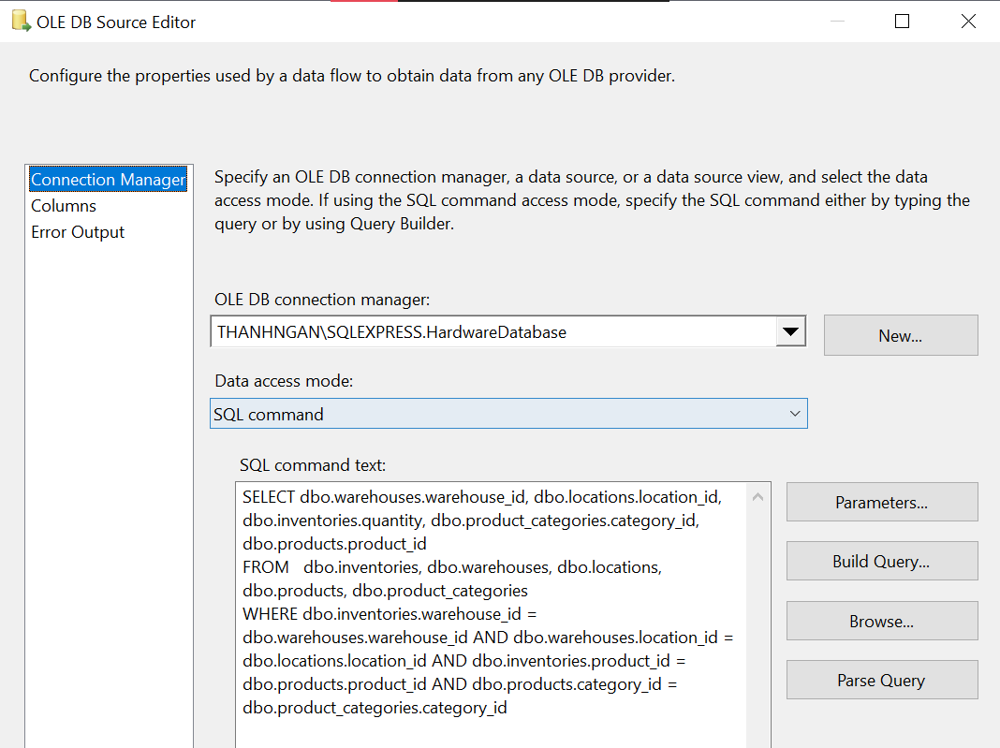 OLE DB Source Editor
Configure the properties used by a data flow to obtain data from any OLE DB provider.
Connection Manager
Columns
Error Output
Specify an OLE DB connection manager, a data source, or a data source view, and select the data
access mode. If using the SQL command access mode, specify the SQL command either by typing the
query or by using Query Builder.
OLE DB connection manager:
THANHNGAN\SQLEXPRESS.HardwareDatabase
New...
Data access mode:
SQL command
SQL command text:
SELECT dbo.warehouses.warehouse_id, dbo.locations.location_id,
dbo.inventories.quantity, dbo.product_categories.category_id,
dbo.products.product_id
FROM   dbo.inventories, dbo.warehouses, dbo.locations,
dbo.products, dbo.product_categories
WHERE dbo.inventories.warehouse_id =
dbo.warehouses.warehouse_id AND dbo.warehouses.location_id =
dbo.locations.location_id AND dbo.inventories.product_id =
dbo.products.product_id AND dbo.products.category_id =
dbo.product_categories.category_id
Parameters...
Build Query...
Browse...
Parse Query